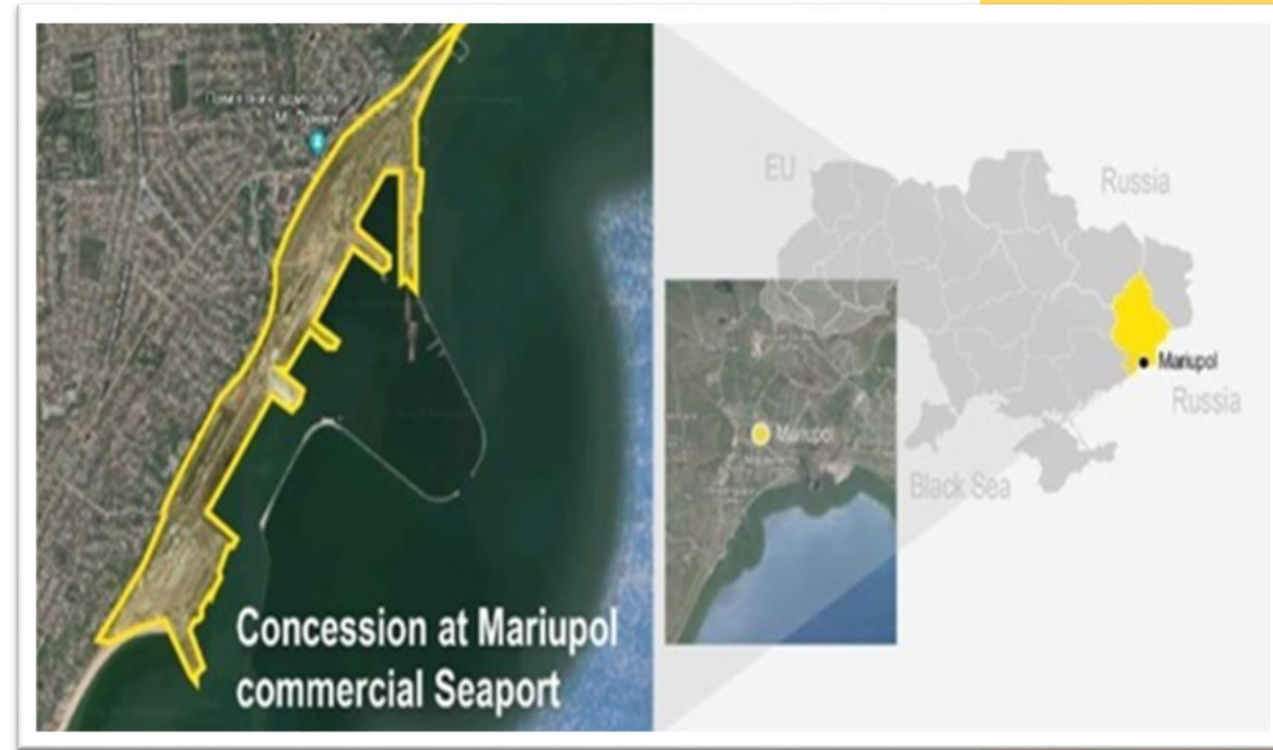 Concession at Mariupol
commercial Seaport
EU
Russia
Mariupol
Russia
Black Sea
Mariupol